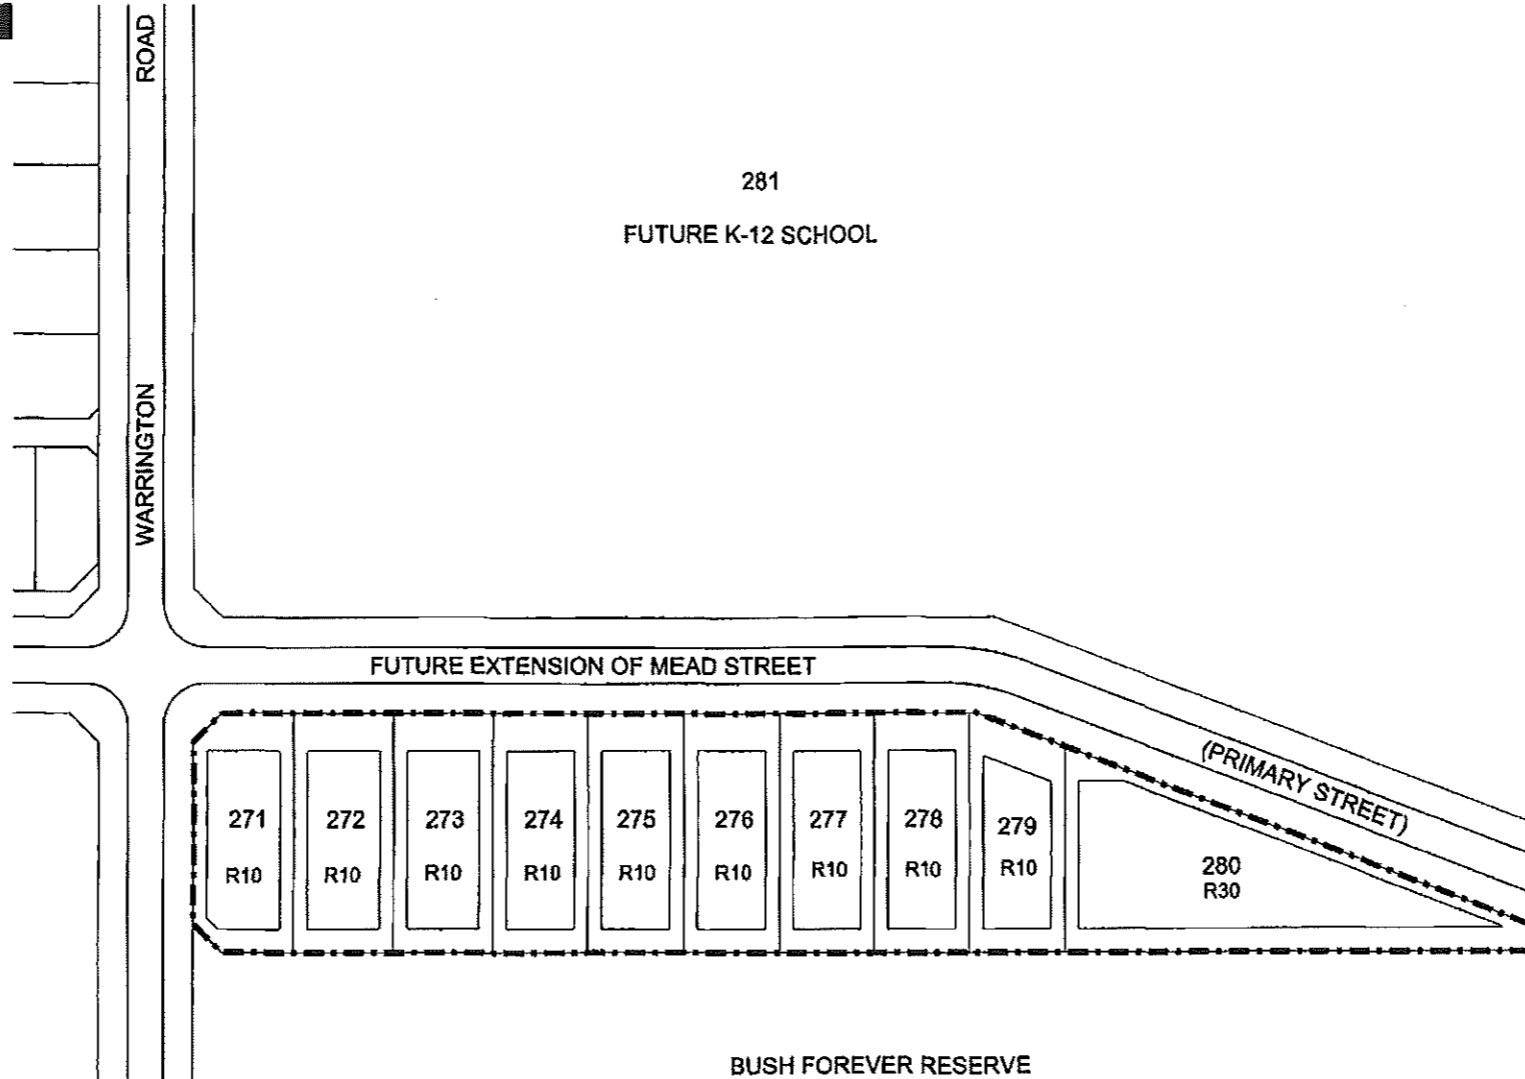 ROAD
281
FUTURE K-12 SCHOOL
WARRINGTON
FUTURE EXTENSION OF MEAD STREET
(PRIMARY STREET)
271
R10
272
R10
273
R10
274
R10
275
R10
276
R10
277
R10
278
R10
279
R10
280
R30
BUSH FOREVER RESERVE